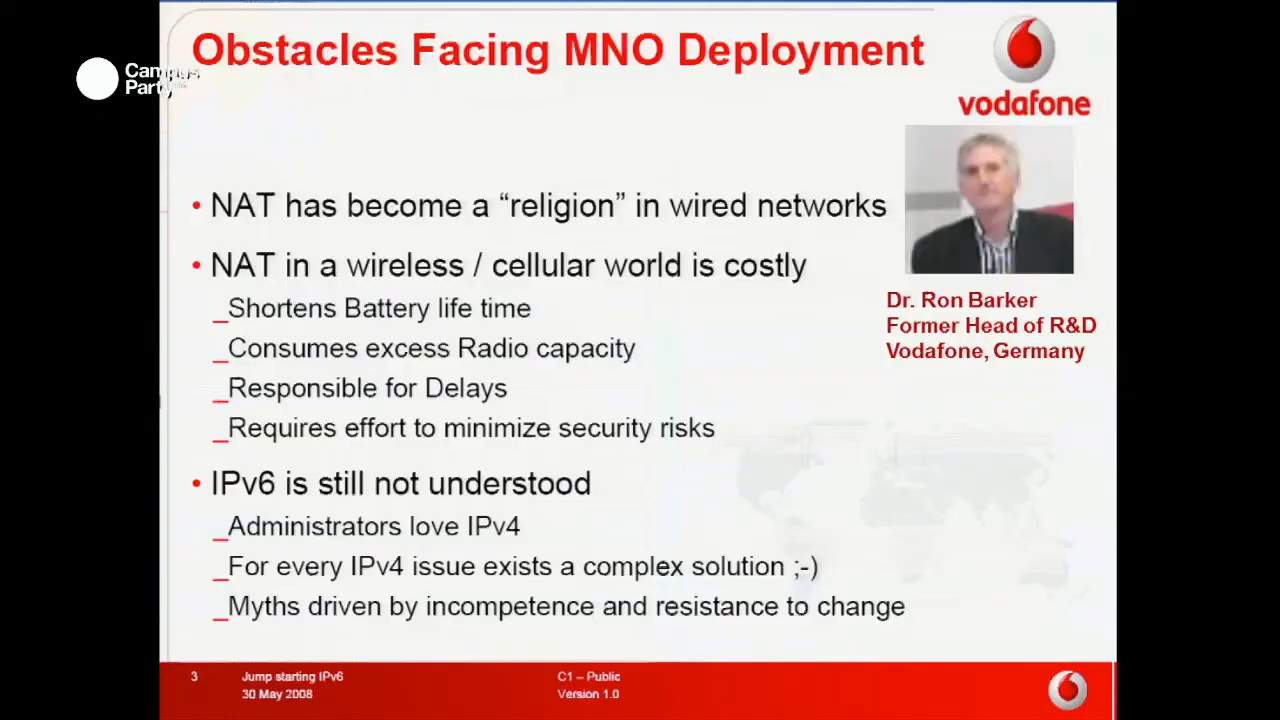 Obstacles Facing MNO Deployment
Campus
Party
vodafone
• NAT has become a “religion” in wired networks
• NAT in a wireless / cellular world is costly
_Shortens Battery life time
_Consumes excess Radio capacity
_Responsible for Delays
_Requires effort to minimize security risks
Dr. Ron Barker
Former Head of R&D
Vodafone, Germany
• IPv6 is still not understood
_Administrators love IPv4
_For every IPv4 issue exists a complex solution ;-)
_Myths driven by incompetence and resistance to change
3 Jump starting IPv6 C1 – Public
30 May 2008 Version 1.0